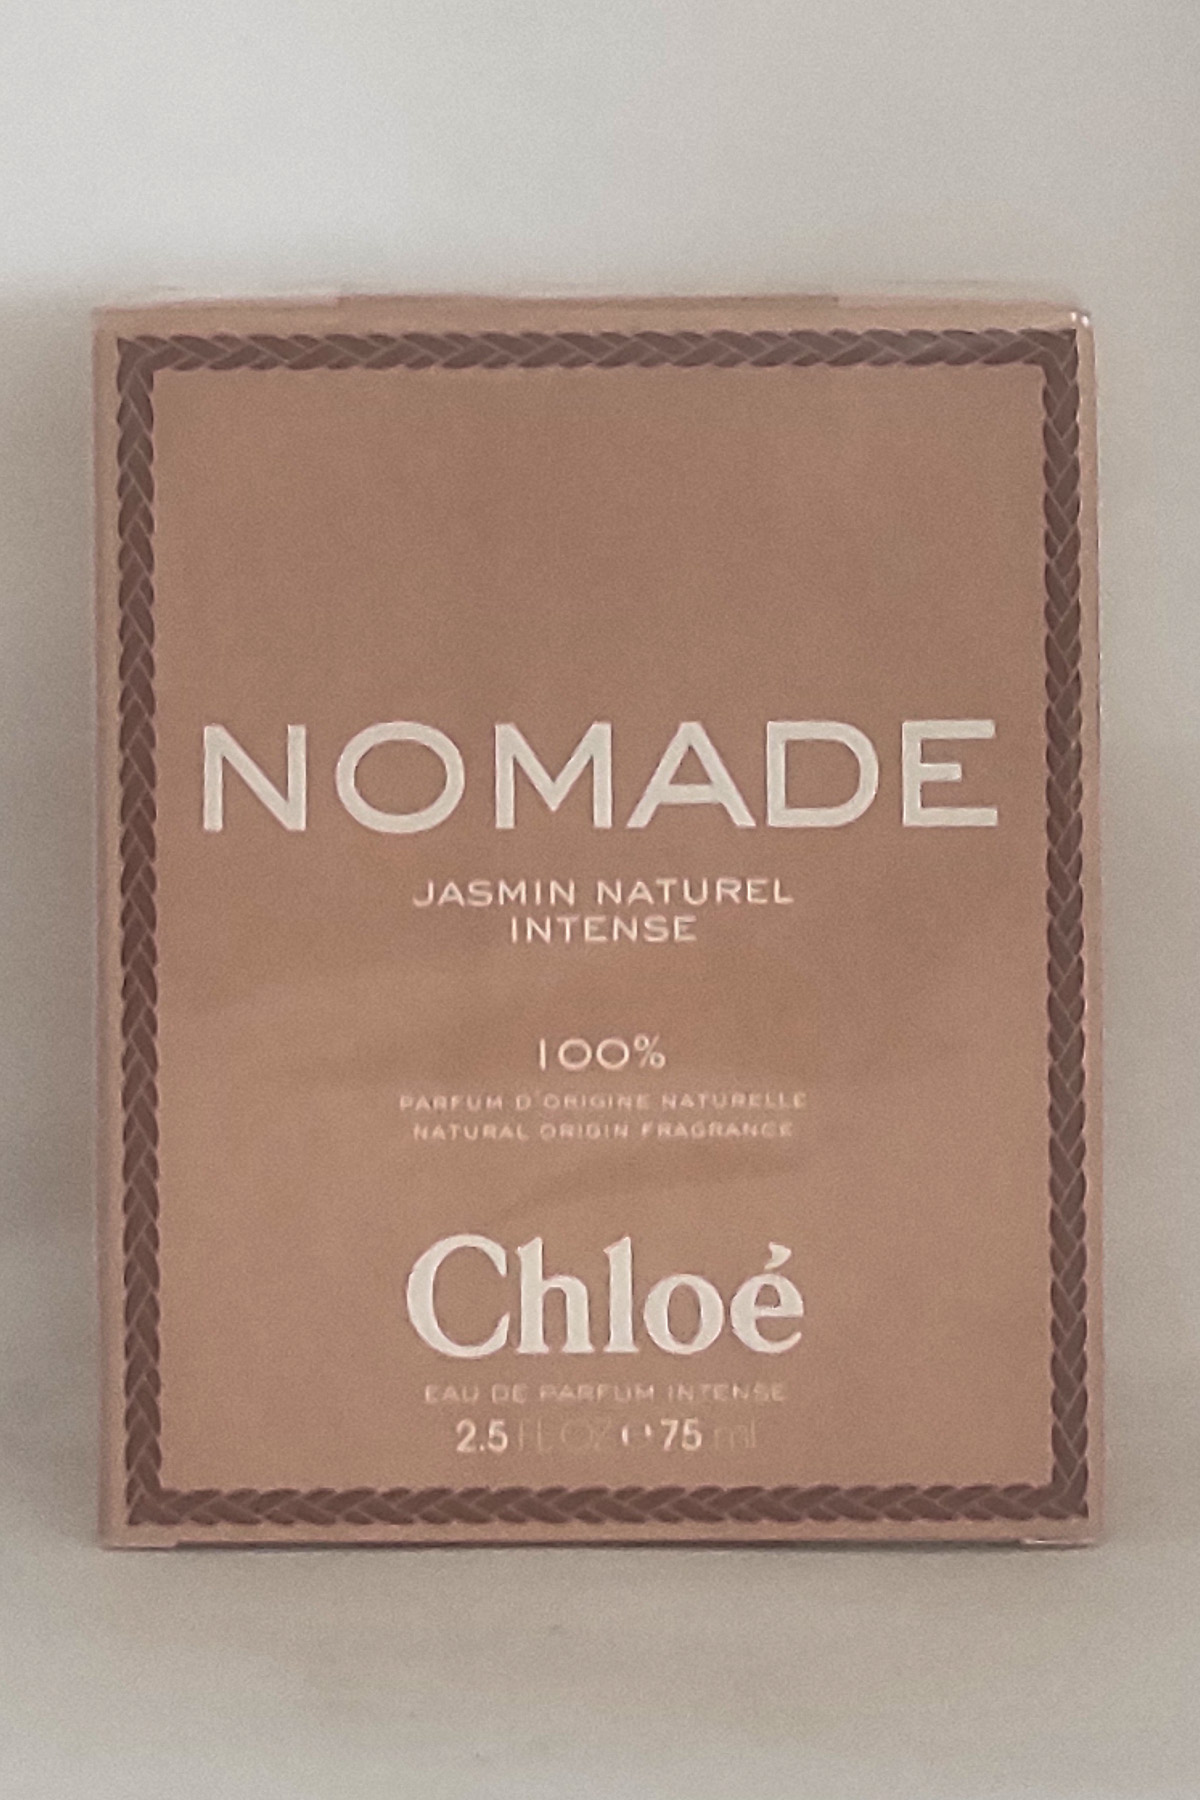 NOMADE
JASMIN NATUREL
INTENSE
100%
PARFUM D'ORIGINE NATURELLE
NATURAL ORIGIN FRAGRANCE
Chloé
EAU DE PARFUM INTENSE
2.5 FL OZ ℮ 75 ml